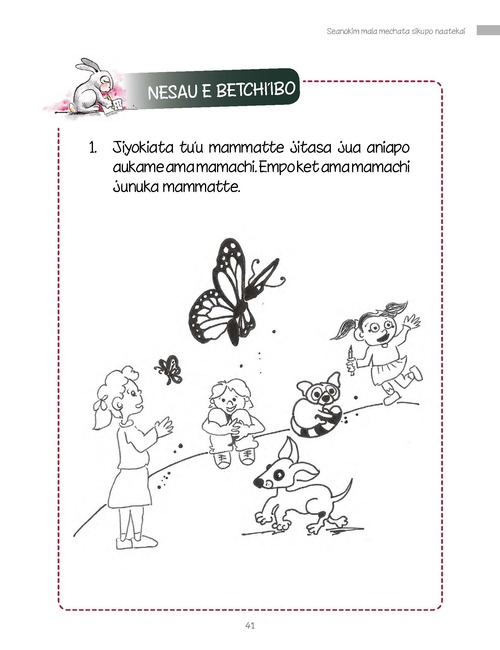 Seanokim mala mechata sikupo naatekai
NESAU E BETCHI'IBO
1. Jiyokiata tu'u mammatte jitasa jua aniapo
aukame ama mamachi. Empo ket ama mamachi
junuka mammatte.
41